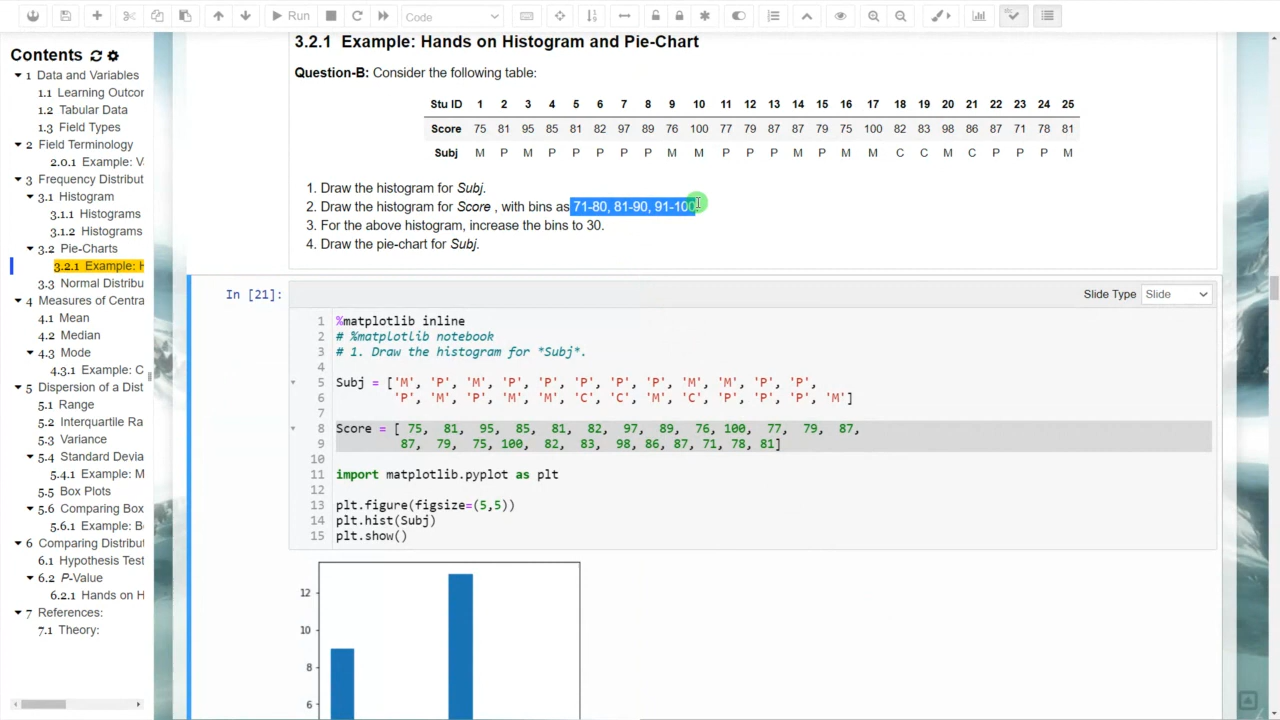 Run
Code
Contents
1 Data and Variables
1.1 Learning Outcor
1.2 Tabular Data
1.3 Field Types
2 Field Terminology
2.0.1 Example: V
3 Frequency Distribut
3.1 Histogram
3.1.1 Histograms
3.1.2 Histograms
3.2 Pie-Charts
3.2.1 Example: H
3.3 Normal Distribu
4 Measures of Centra
4.1 Mean
4.2 Median
4.3 Mode
4.3.1 Example: C
5 Dispersion of a Dist
5.1 Range
5.2 Interquartile Ra
5.3 Variance
5.4 Standard Devia
5.4.1 Example: M
5.5 Box Plots
5.6 Comparing Box
5.6.1 Example: B
6 Comparing Distribut
6.1 Hypothesis Test
6.2 P-Value
6.2.1 Hands on H
7 References:
7.1 Theory:
3.2.1 Example: Hands on Histogram and Pie-Chart
Question-B: Consider the following table:
Stu ID 1 2 3 4 5 6 7 8 9 10 11 12 13 14 15 16 17 18 19 20 21 22 23 24 25
Score 75 81 95 85 81 82 97 89 76 100 77 79 87 87 79 75 100 82 83 98 86 87 71 78 81
Subj M P M P P P P P M M P P P M P M M C C M C P P P M
1. Draw the histogram for Subj.
2. Draw the histogram for Score , with bins as 71-80, 81-90, 91-100
3. For the above histogram, increase the bins to 30.
4. Draw the pie-chart for Subj.
In [21]:
Slide Type Slide
1 %matplotlib inline
2 # %matplotlib notebook
3 # 1. Draw the histogram for *Subj*.
4
5 Subj = ['M', 'P', 'M', 'P', 'P', 'P', 'P', 'P', 'M', 'M', 'P', 'P',
6 'P', 'M', 'P', 'M', 'M', 'C', 'C', 'M', 'C', 'P', 'P', 'P', 'M']
7
8 Score = [ 75, 81, 95, 85, 81, 82, 97, 89, 76, 100, 77, 79, 87,
9 87, 79, 75, 100, 82, 83, 98, 86, 87, 71, 78, 81]
10
11 import matplotlib.pyplot as plt
12
13 plt.figure(figsize=(5,5))
14 plt.hist(Subj)
15 plt.show()
12
10
8
6